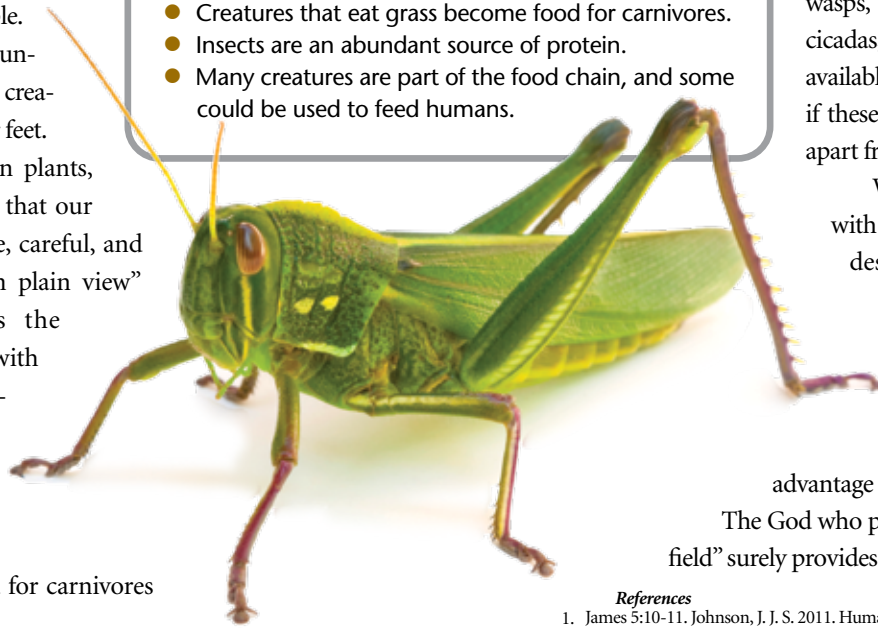 Creatures that eat grass become food for carnivores.
Insects are an abundant source of protein.
Many creatures are part of the food chain, and some
could be used to feed humans.
le.
un-
crea-
feet.
n plants,
that our
e, careful, and
n plain view”
s the
with
-
for carnivores
wasps,
cicadas
availabl
if these
apart fr
with
des
advantage
The God who p
field” surely provides
References
1. James 5:10-11. Johnson, J. J. S. 2011. Huma